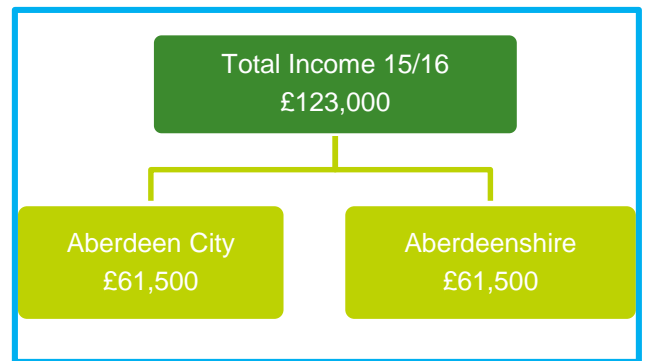 Total Income 15/16
£123,000
Aberdeen City
£61,500
Aberdeenshire
£61,500